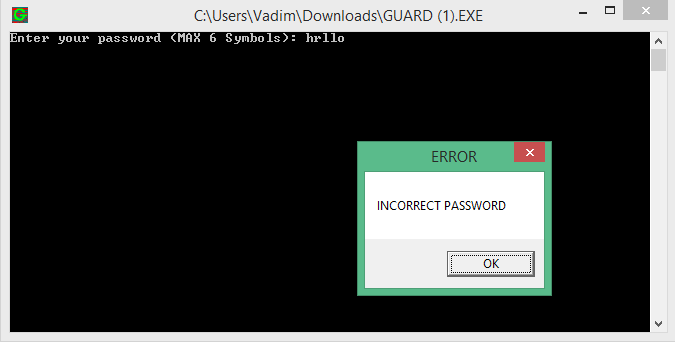 C:\Users\Vadim\Downloads\GUARD (1).EXE
Enter your password (MAX 6 Symbols): hrllo
ERROR
INCORRECT PASSWORD
OK